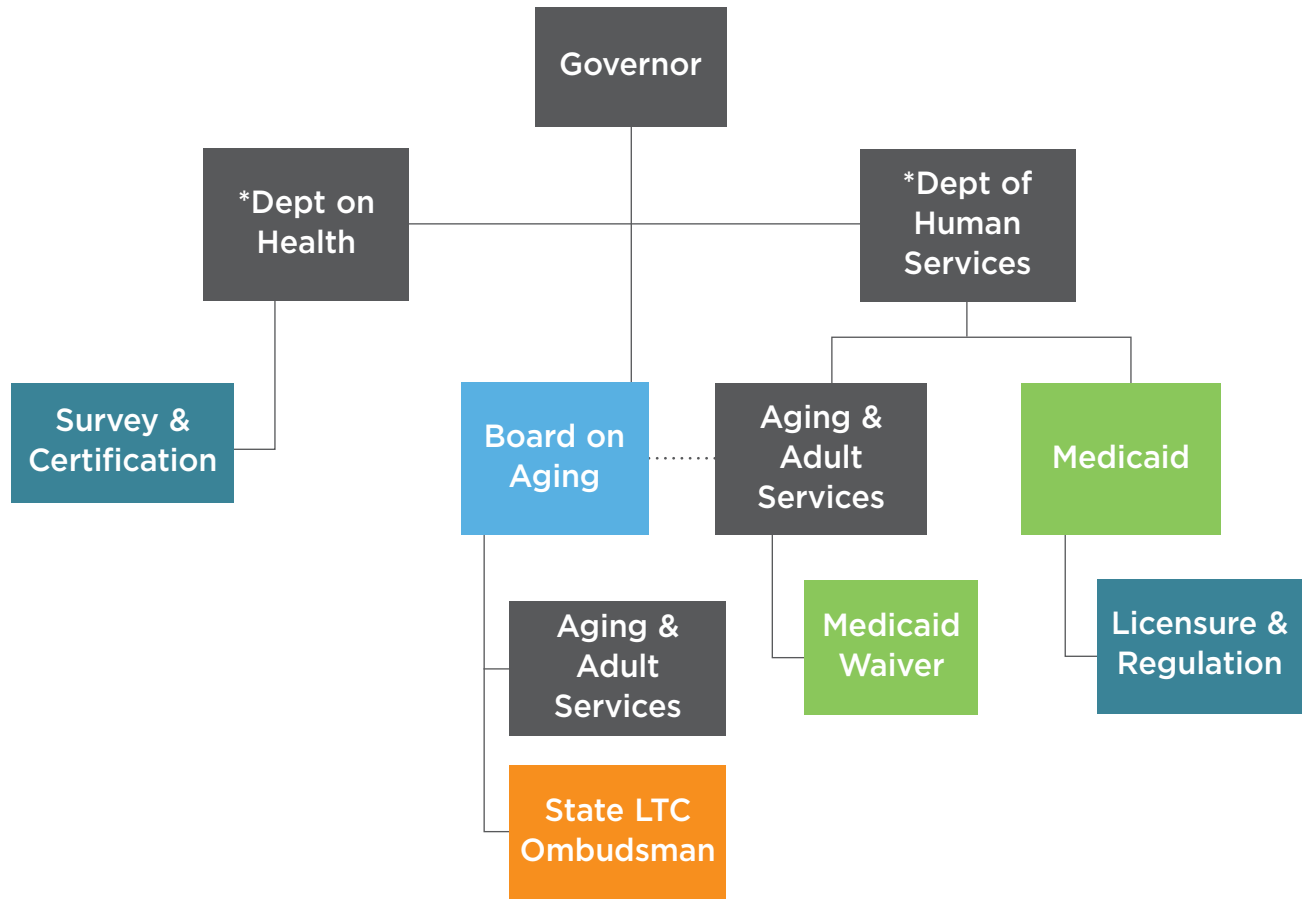 Governor
*Dept on
Health
*Dept of
Human
Services
Survey &
Certification
Board on
Aging
Aging &
Adult
Services
Medicaid
Aging &
Adult
Services
Medicaid
Waiver
Licensure &
Regulation
State LTC
Ombudsman